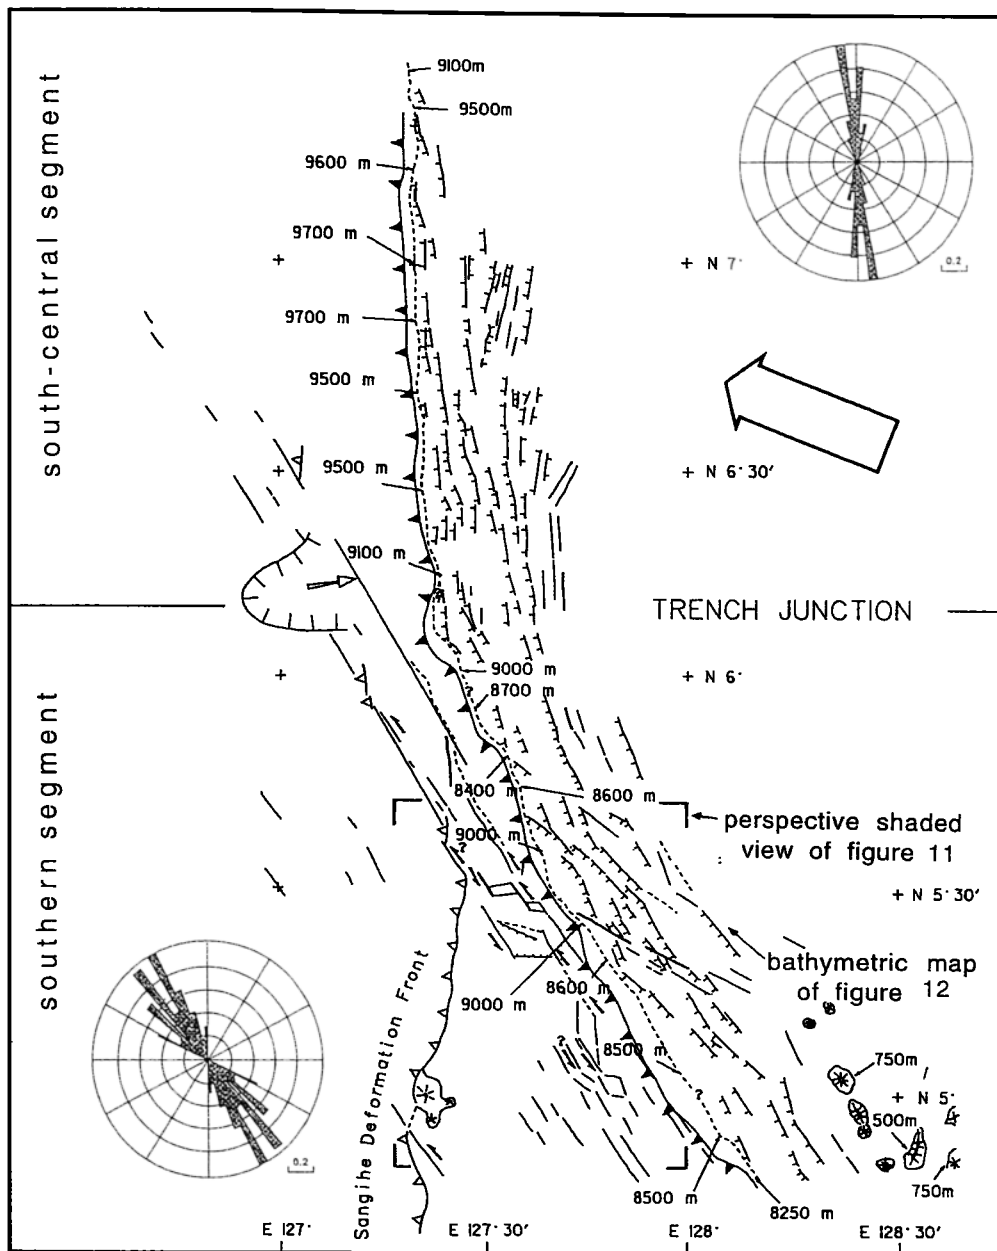 south-central segment
southern segment
9100m
9500m
9600 m
9700 m
+ N 7°
9700 m
9500 m
9500 m
+ N 6° 30'
9100 m
TRENCH JUNCTION
9000 m
+ N 6°
?
8700 m
8400 m
8600 m
perspective shaded
view of figure 11
9000 m
?
+ N 5° 30'
bathymetric map
of figure 12
9000 m
8600 m
Sangihe Deformation Front
8500 m
?
?
750m
+ N 5°
500m
750m
8500 m
8250 m
0.2
0.2
E 127°
E 127° 30'
E 128°
E 128° 30'